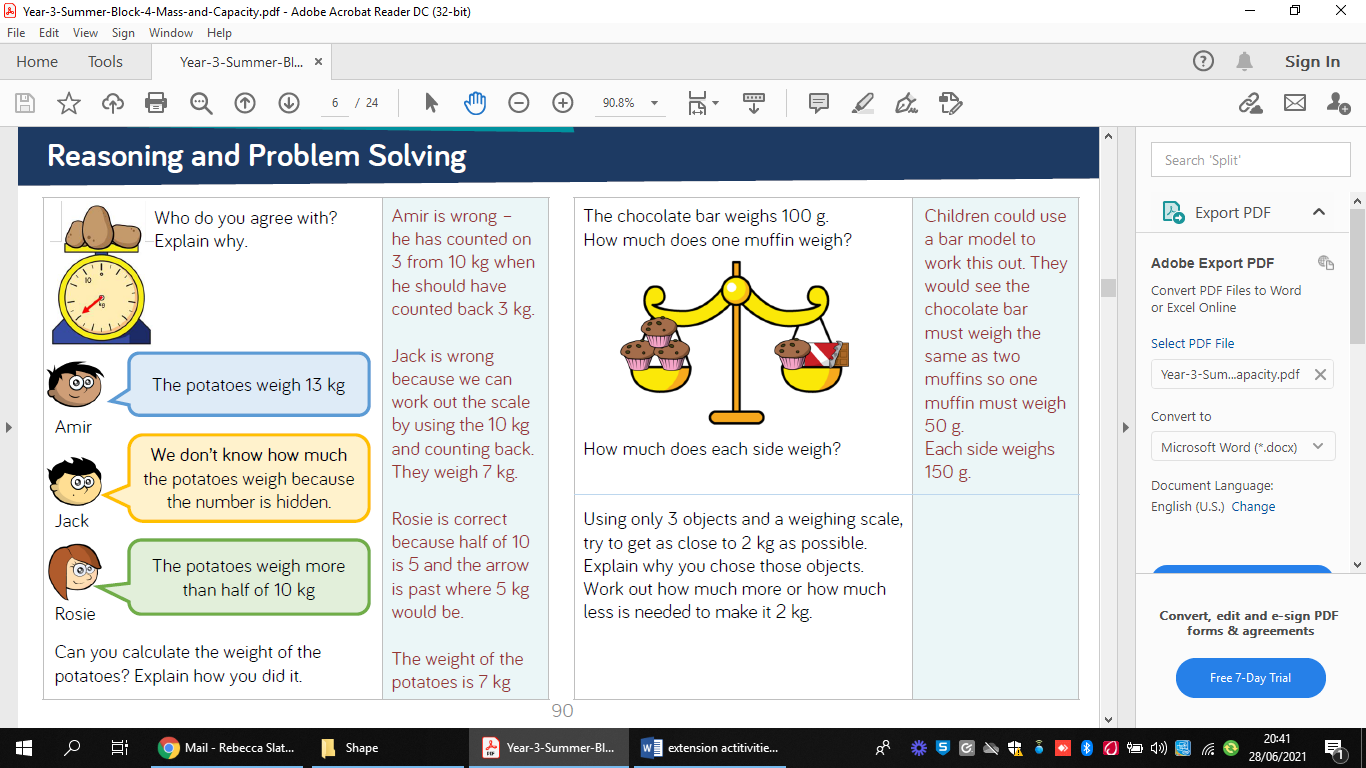 Year-3-Summer-Block-4-Mass-and-Capacity.pdf - Adobe Acrobat Reader DC (32-bit)
File Edit View Sign Window Help
Home Tools Year-3-Summer-Bl... × Sign In
6 / 24 90.8%
Reasoning and Problem Solving
Who do you agree with?
Explain why.
10
kg
The potatoes weigh 13 kg
Amir
We don't know how much
the potatoes weigh because
the number is hidden.
Jack
The potatoes weigh more
than half of 10 kg
Rosie
Can you calculate the weight of the
potatoes? Explain how you did it.
Amir is wrong –
he has counted on
3 from 10 kg when
he should have
counted back 3 kg.
Jack is wrong
because we can
work out the scale
by using the 10 kg
and counting back.
They weigh 7 kg.
Rosie is correct
because half of 10
is 5 and the arrow
is past where 5 kg
would be.
The weight of the
potatoes is 7 kg
The chocolate bar weighs 100 g.
How much does one muffin weigh?
How much does each side weigh?
Children could use
a bar model to
work this out. They
would see the
chocolate bar
must weigh the
same as two
muffins so one
muffin must weigh
50 g.
Each side weighs
150 g.
Using only 3 objects and a weighing scale,
try to get as close to 2 kg as possible.
Explain why you chose those objects.
Work out how much more or how much
less is needed to make it 2 kg.
90
Search 'Split'
Export PDF
Adobe Export PDF
Convert PDF Files to Word
or Excel Online
Select PDF File
Year-3-Sum...apacity.pdf
Convert to
Microsoft Word (*.docx)
Document Language:
English (U.S.) Change
Convert, edit and e-sign PDF
forms & agreements
Free 7-Day Trial
Mail - Rebecca Slat... Shape Year-3-Summer-Bl... extension actitivitie...
20:41
28/06/2021
1